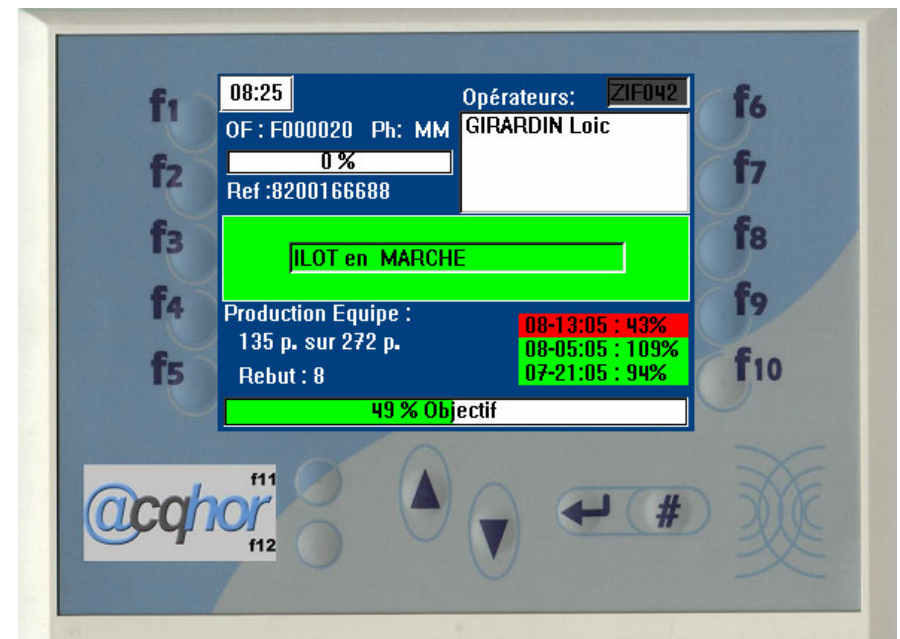 08:25
Opérateurs: ZIF042
OF : F000020 Ph: MM
GIRARDIN Loic
0 %
Ref :8200166688
ILOT en MARCHE
Production Equipe :
135 p. sur 272 p.
Rebut : 8
08-13:05 : 43%
08-05:05 : 109%
07-21:05 : 94%
49 % Objectif
f1
f2
f3
f4
f5
f6
f7
f8
f9
f10
@cqhor
f11
f12
#